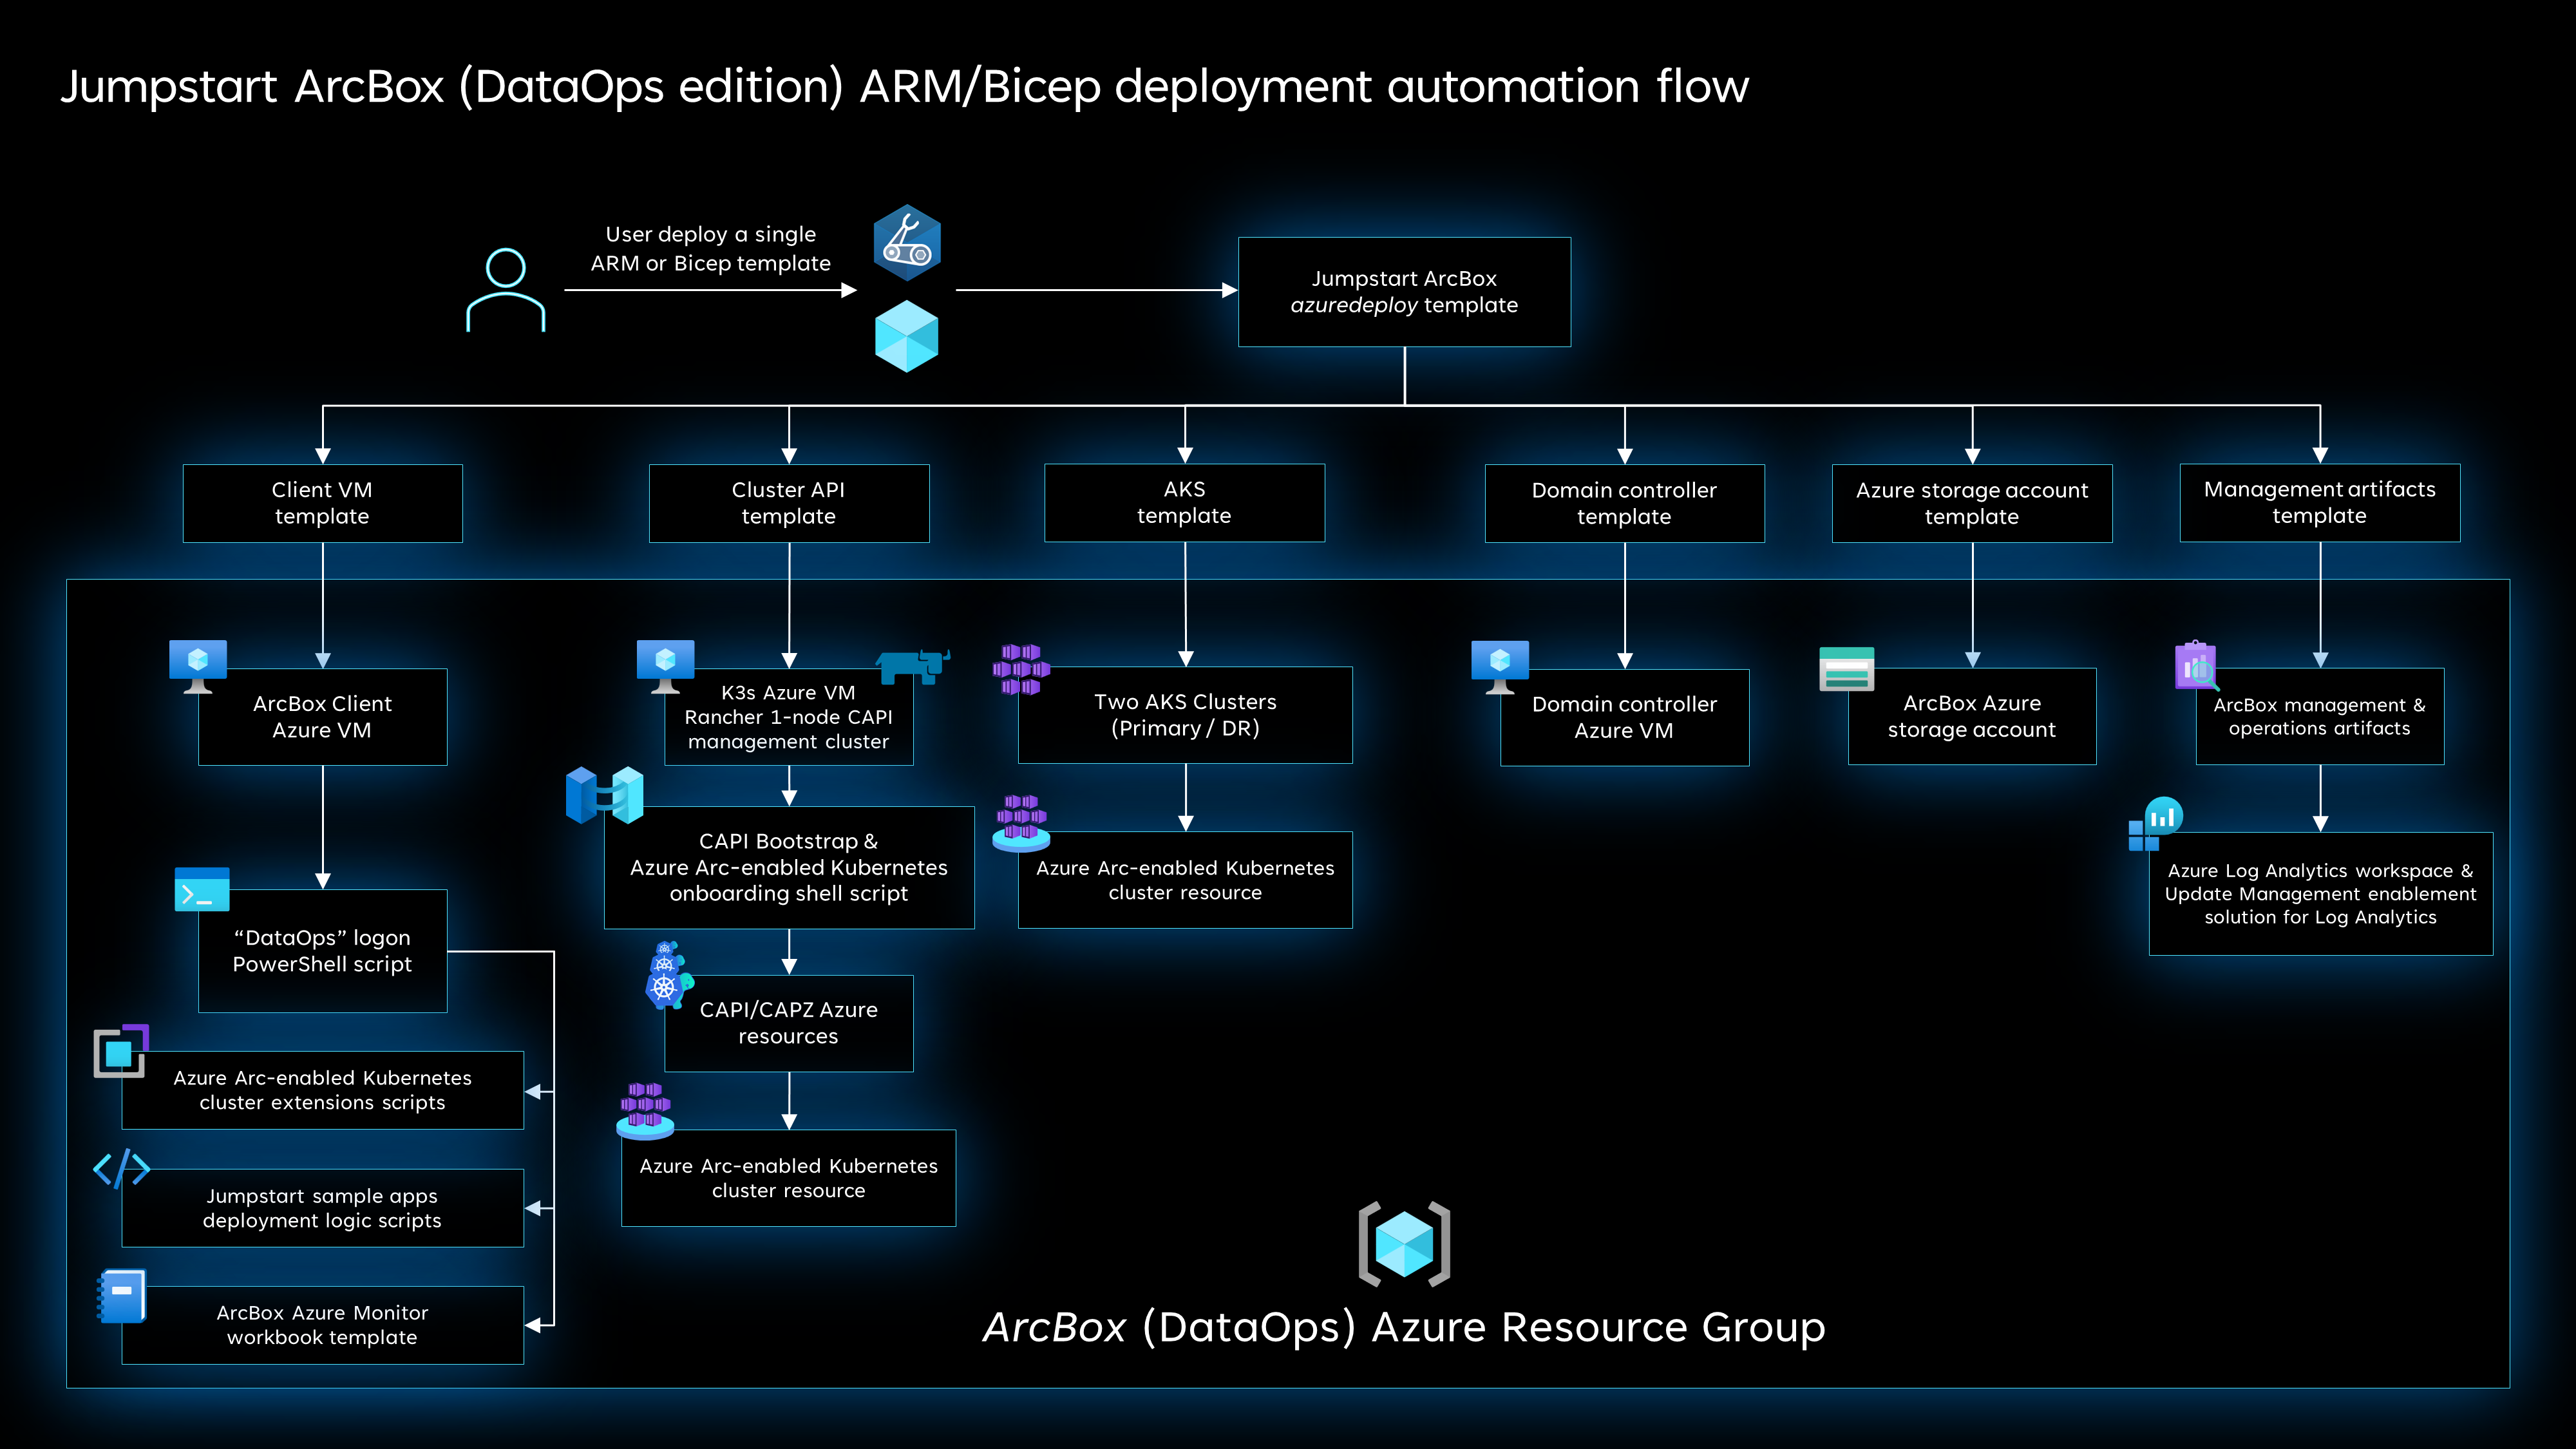 Jumpstart ArcBox (DataOps edition) ARM/Bicep deployment automation flow
User deploy a single
ARM or Bicep template
Jumpstart ArcBox
azuredeploy template
Client VM
template
Cluster API
template
AKS
template
Domain controller
template
Azure storage account
template
Management artifacts
template
ArcBox Client
Azure VM
K3s Azure VM
Rancher 1-node CAPI
management cluster
Two AKS Clusters
(Primary / DR)
Domain controller
Azure VM
ArcBox Azure
storage account
ArcBox management &
operations artifacts
CAPI Bootstrap &
Azure Arc-enabled Kubernetes
onboarding shell script
Azure Arc-enabled Kubernetes
cluster resource
Azure Log Analytics workspace &
Update Management enablement
solution for Log Analytics
“DataOps” logon
PowerShell script
CAPI/CAPZ Azure
resources
Azure Arc-enabled Kubernetes
cluster extensions scripts
Azure Arc-enabled Kubernetes
cluster resource
Jumpstart sample apps
deployment logic scripts
ArcBox Azure Monitor
workbook template
ArcBox (DataOps) Azure Resource Group